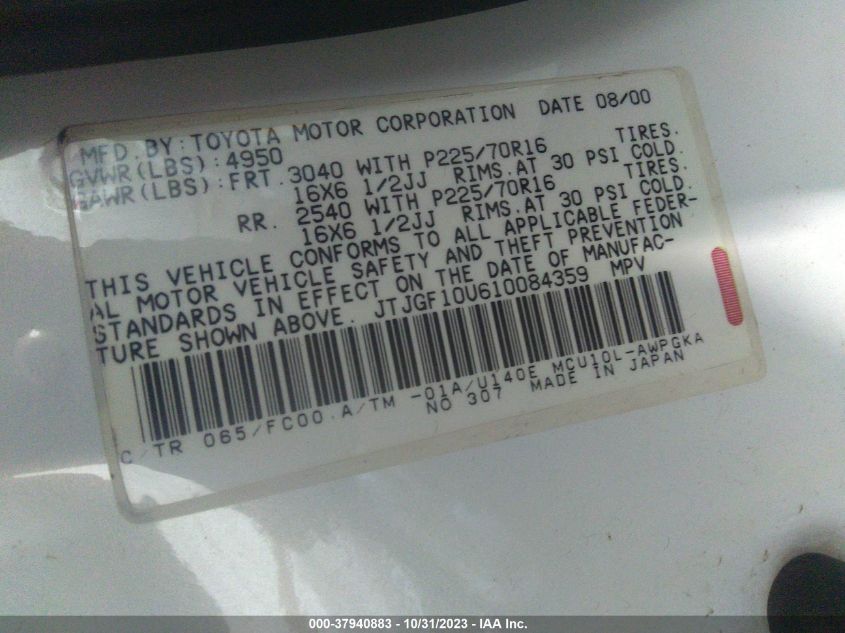 MFD. BY: TOYOTA MOTOR CORPORATION DATE 08/00
GVWR(LBS): 4950
GAWR(LBS): FRT. 3040 WITH P225/70R16 TIRES.
16X6 1/2JJ RIMS. AT 30 PSI COLD.
RR. 2540 WITH P225/70R16 TIRES.
16X6 1/2JJ RIMS. AT 30 PSI COLD.
THIS VEHICLE CONFORMS TO ALL APPLICABLE FEDER-
AL MOTOR VEHICLE SAFETY AND THEFT PREVENTION
STANDARDS IN EFFECT ON THE DATE OF MANUFAC-
TURE SHOWN ABOVE. JTJGF10U610084359 MPV
C/TR 065/FC00. A/TM -01A/U140E MCU10L-AWPGKA
NO 307 MADE IN JAPAN
000-37940883 - 10/31/2023 - IAA Inc.